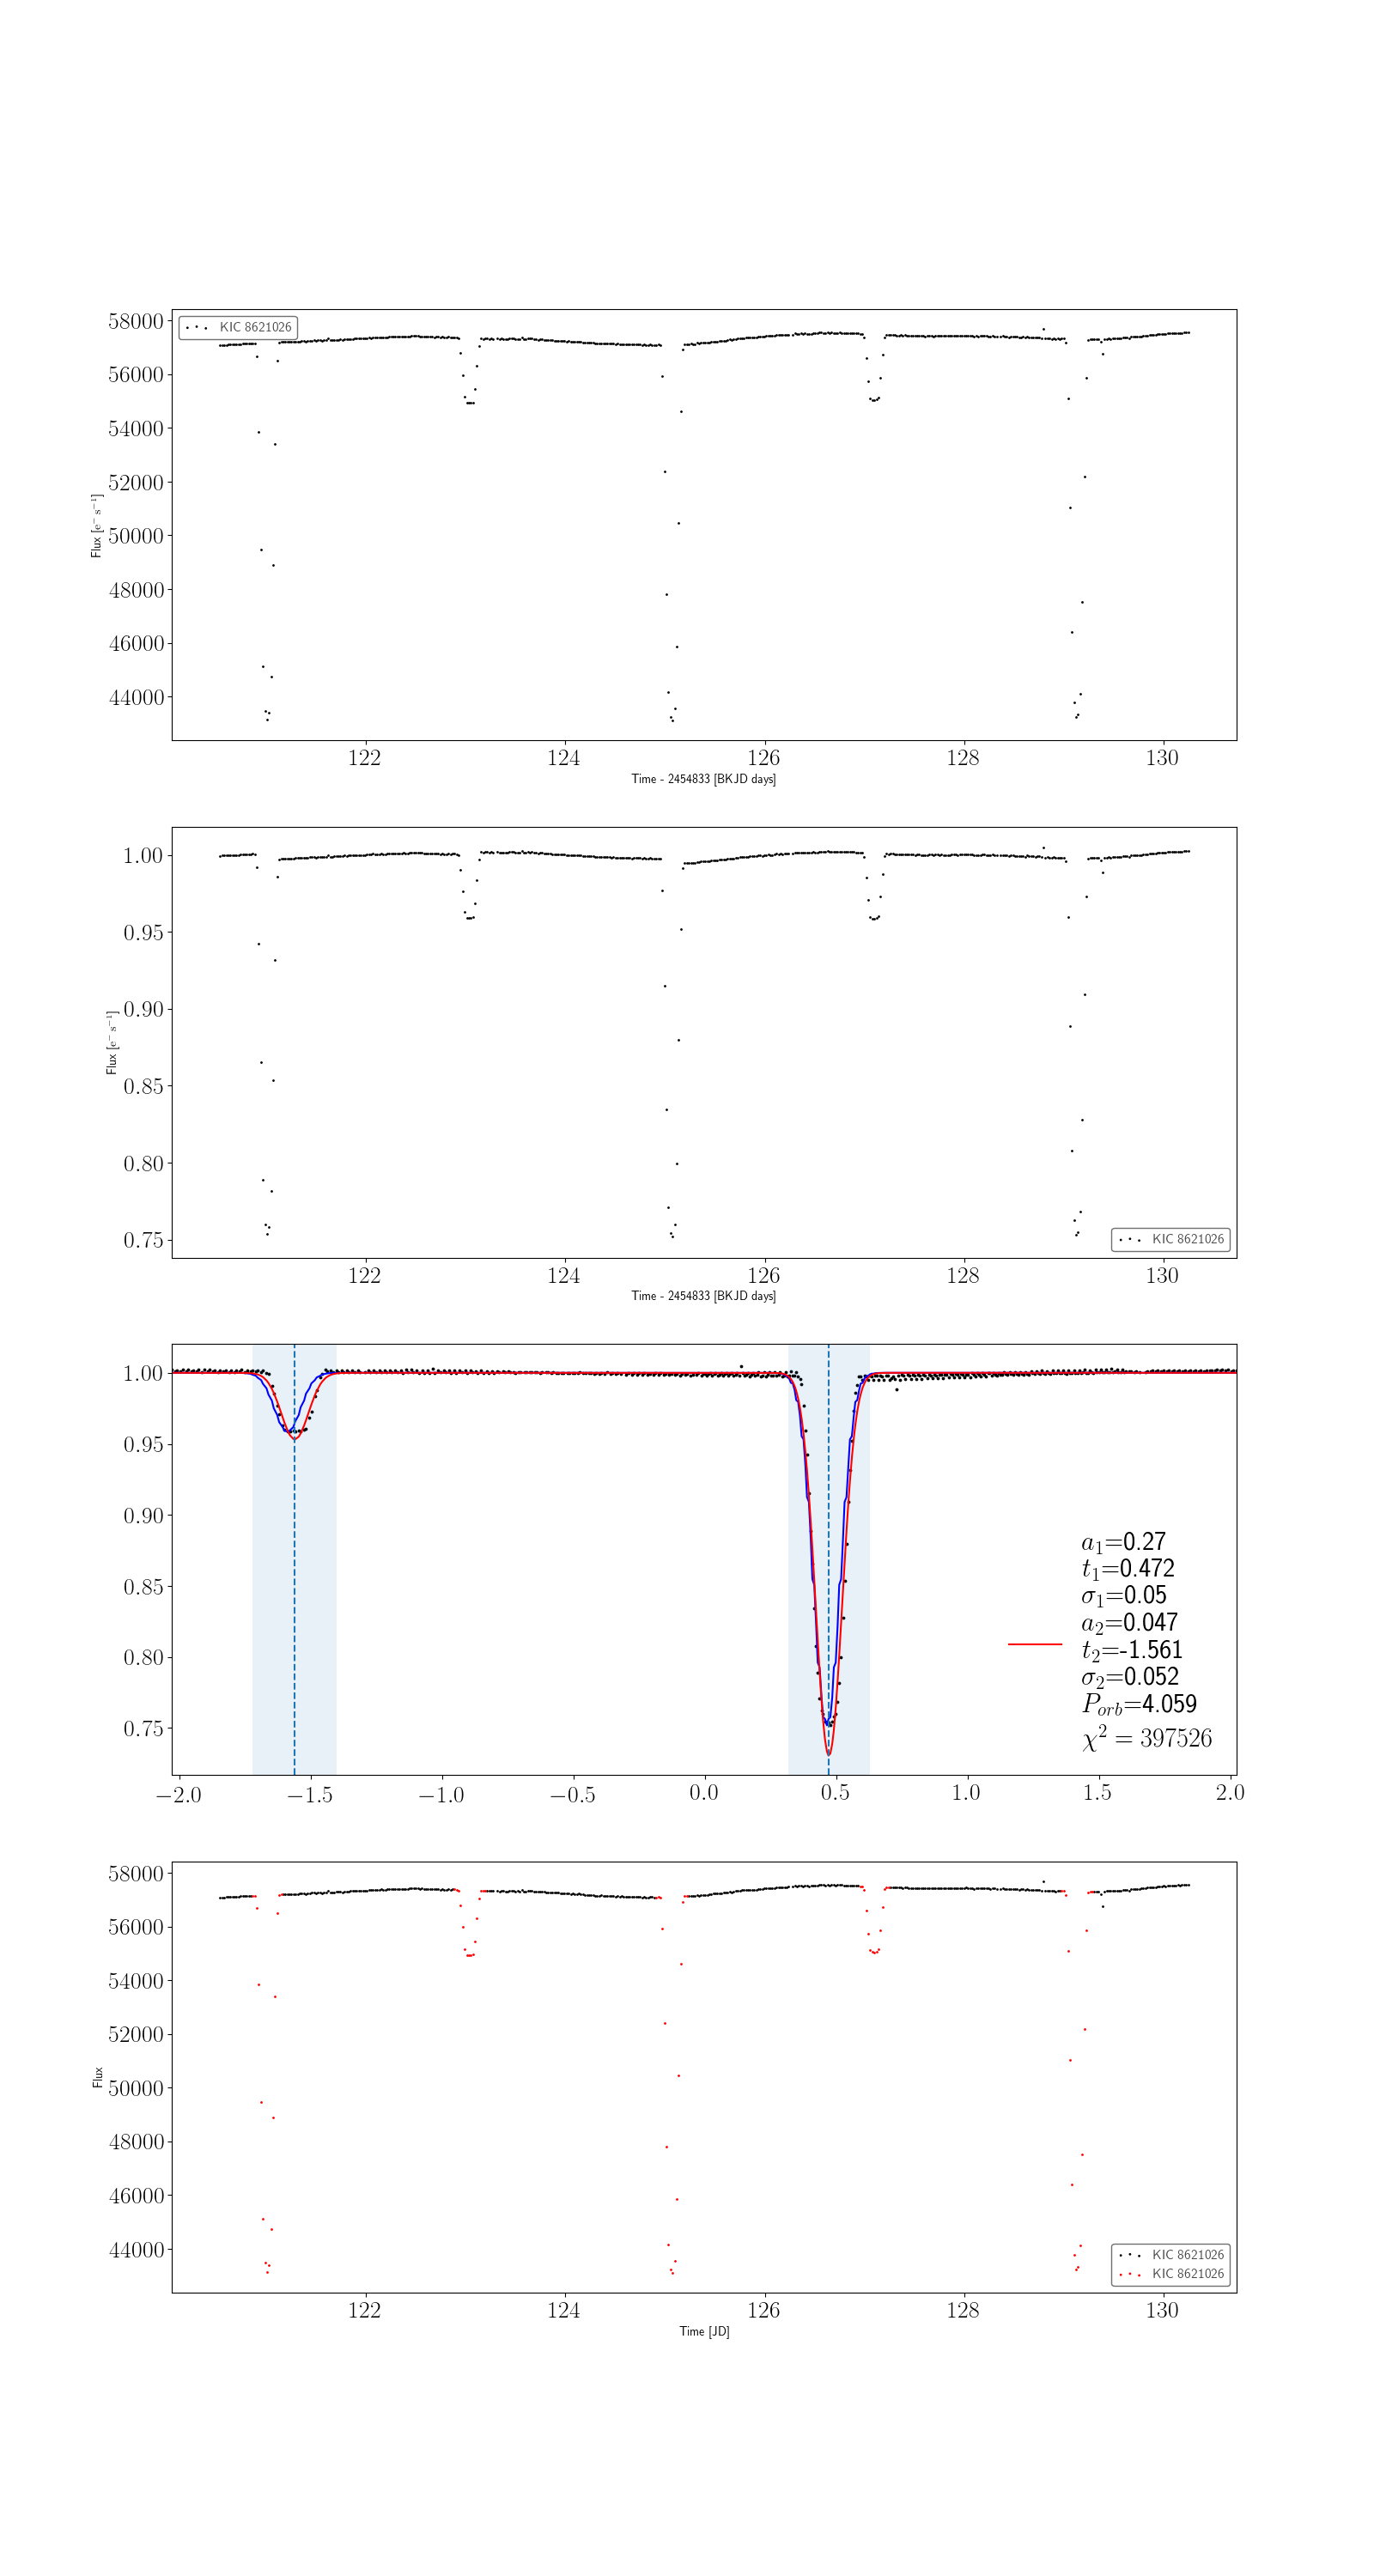 58000
56000
54000
52000
50000
48000
46000
44000
Flux [e⁻ s⁻¹]
KIC 8621026
122 124 126 128 130
Time - 2454833 [BKJD days]
1.00
0.95
0.90
0.85
0.80
0.75
Flux [e⁻ s⁻¹]
KIC 8621026
122 124 126 128 130
Time - 2454833 [BKJD days]
1.00
0.95
0.90
0.85
0.80
0.75
a₁=0.27
t₁=0.472
σ₁=0.05
a₂=0.047
t₂=-1.561
σ₂=0.052
P_orb=4.059
χ² = 397526
−2.0 −1.5 −1.0 −0.5 0.0 0.5 1.0 1.5 2.0
58000
56000
54000
52000
50000
48000
46000
44000
Flux
KIC 8621026
KIC 8621026
122 124 126 128 130
Time [JD]